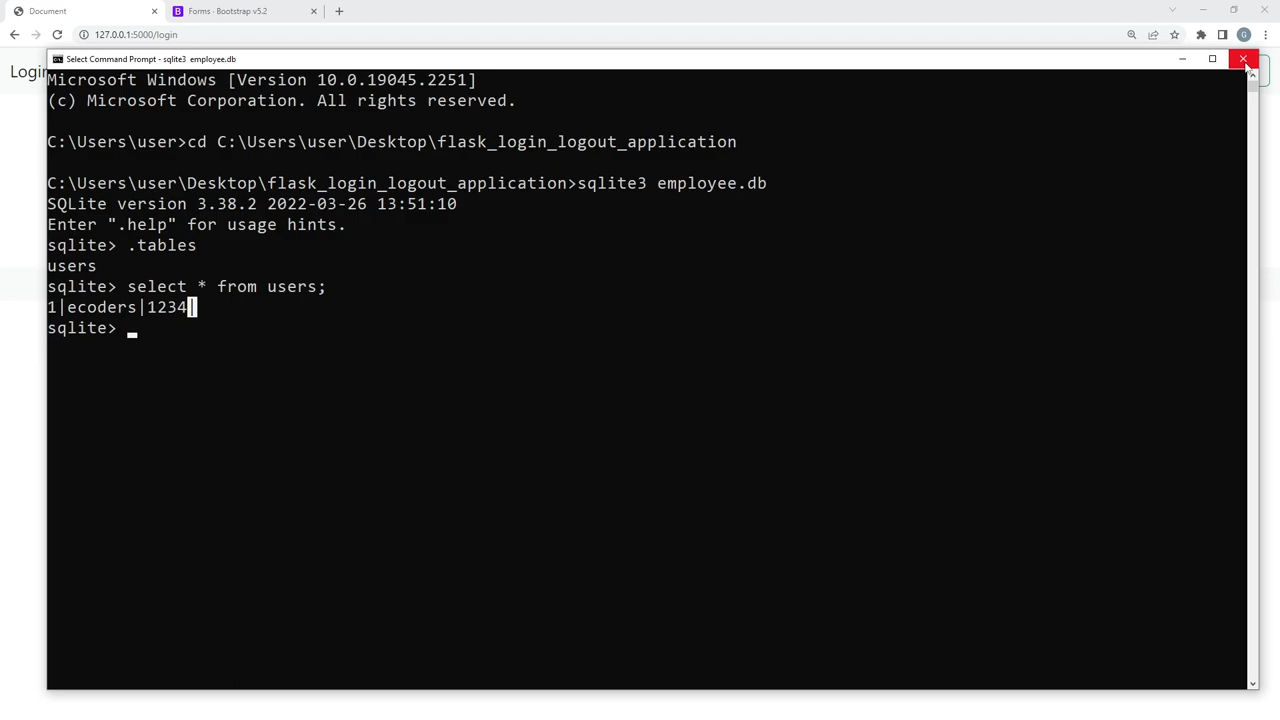 Document
Forms · Bootstrap v5.2
127.0.0.1:5000/login
Login
Select Command Prompt - sqlite3 employee.db
Microsoft Windows [Version 10.0.19045.2251]
(c) Microsoft Corporation. All rights reserved.
C:\Users\user>cd C:\Users\user\Desktop\flask_login_logout_application
C:\Users\user\Desktop\flask_login_logout_application>sqlite3 employee.db
SQLite version 3.38.2 2022-03-26 13:51:10
Enter ".help" for usage hints.
sqlite> .tables
users
sqlite> select * from users;
1|ecoders|1234|
sqlite>